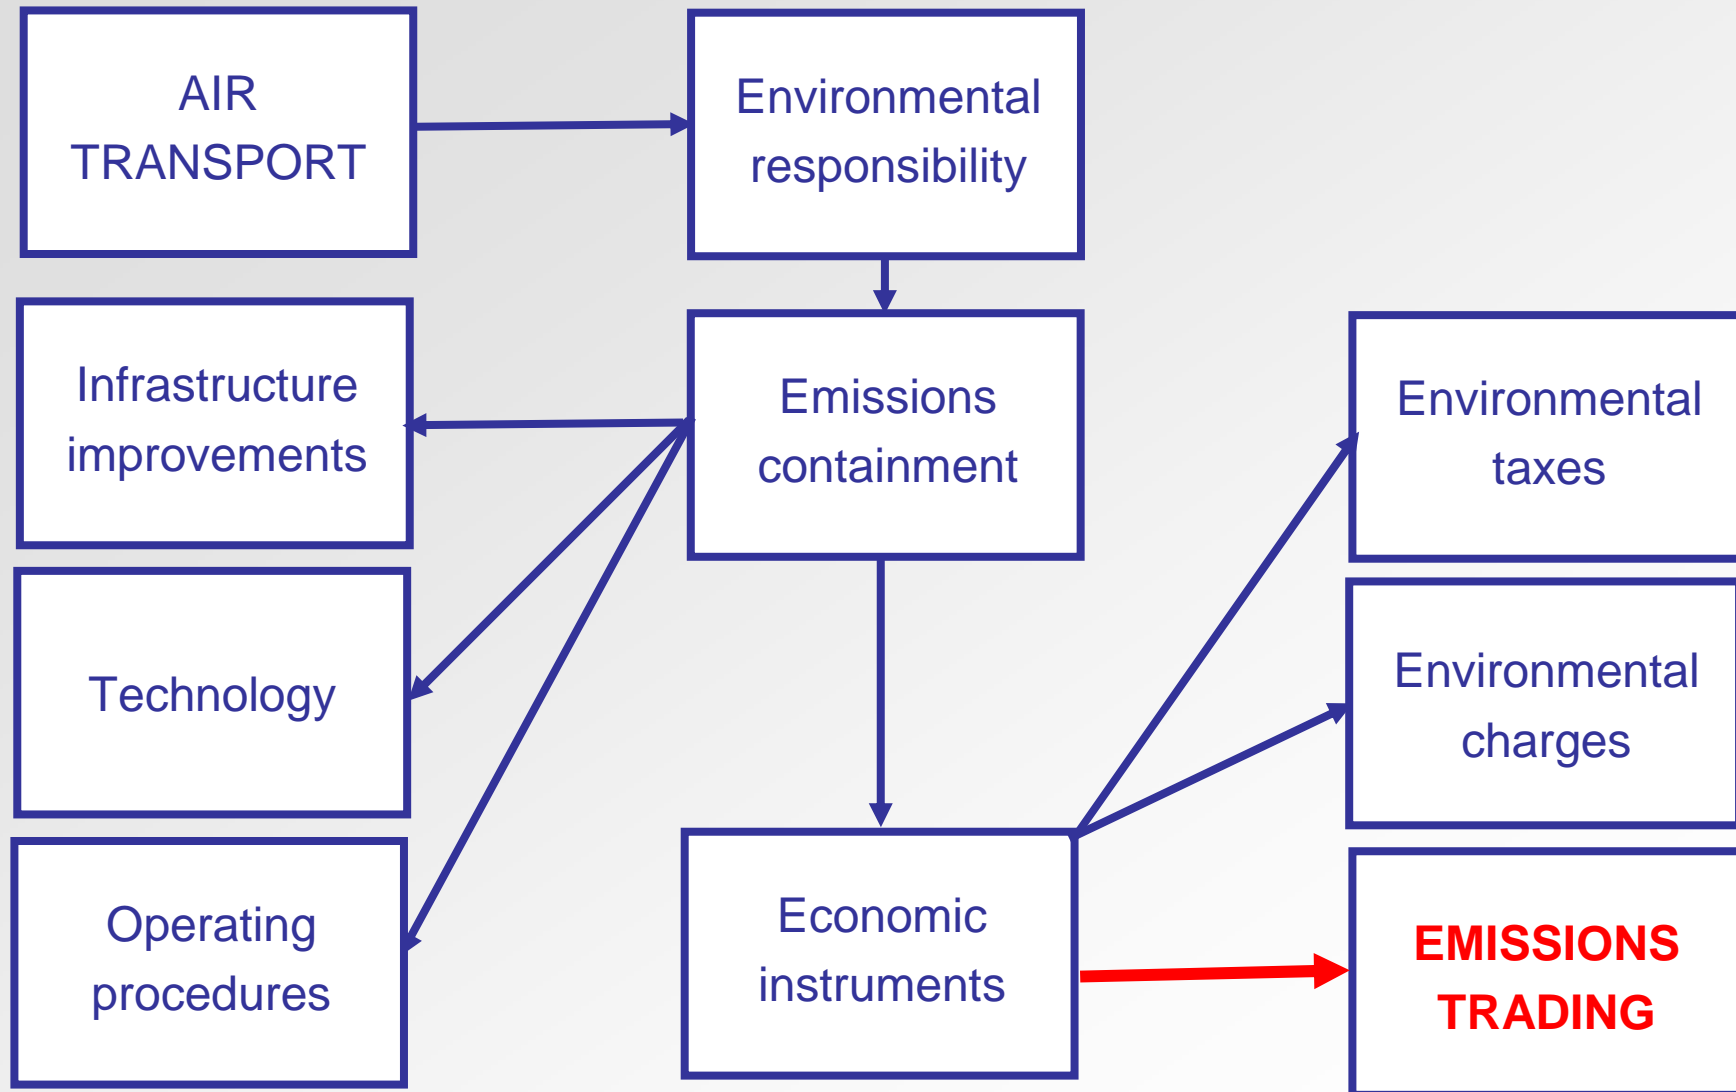 AIR
TRANSPORT
Environmental
responsibility
Infrastructure
improvements
Emissions
containment
Environmental
taxes
Technology
Environmental
charges
Operating
procedures
Economic
instruments
EMISSIONS
TRADING